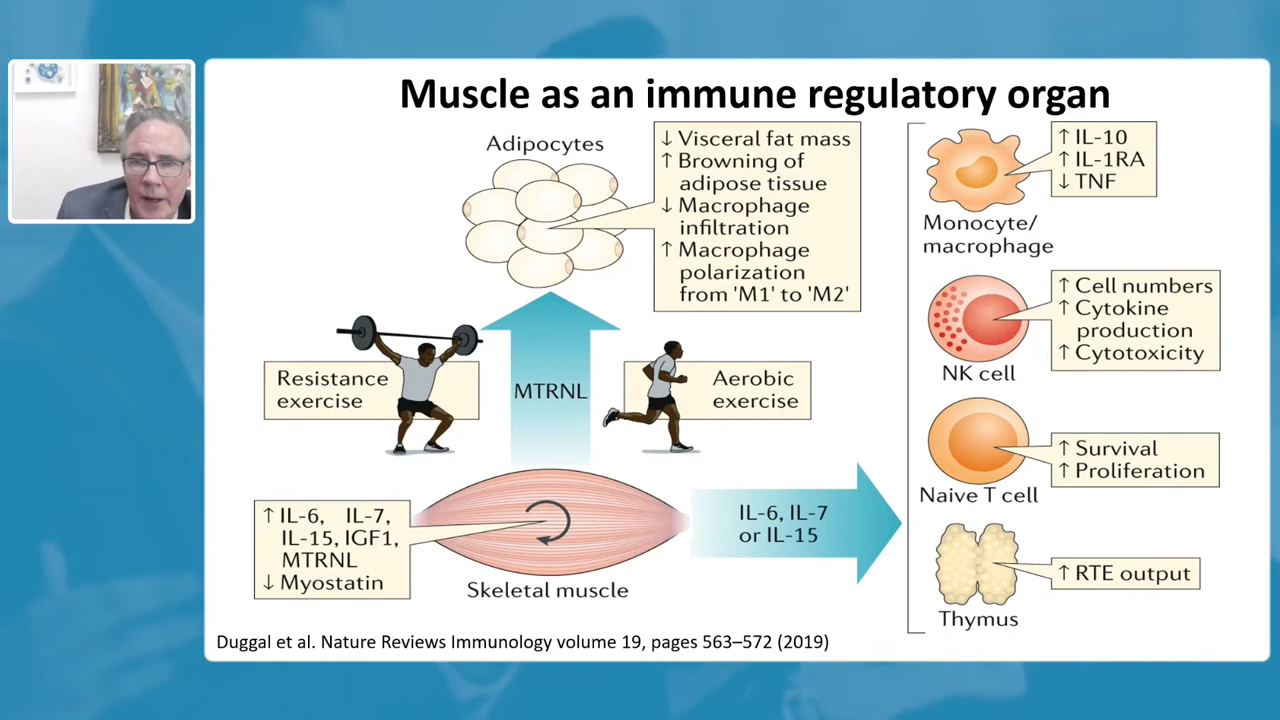 Muscle as an immune regulatory organ
Adipocytes
↓ Visceral fat mass
↑ Browning of
adipose tissue
↓ Macrophage
infiltration
↑ Macrophage
polarization
from 'M1' to 'M2'
Resistance
exercise
MTRNL
Aerobic
exercise
↑ IL-6, IL-7,
IL-15, IGF1,
MTRNL
↓ Myostatin
Skeletal muscle
IL-6, IL-7
or IL-15
↑ IL-10
↑ IL-1RA
↓ TNF
Monocyte/
macrophage
↑ Cell numbers
↑ Cytokine
production
↑ Cytotoxicity
NK cell
↑ Survival
↑ Proliferation
Naive T cell
↑ RTE output
Thymus
Duggal et al. Nature Reviews Immunology volume 19, pages 563–572 (2019)